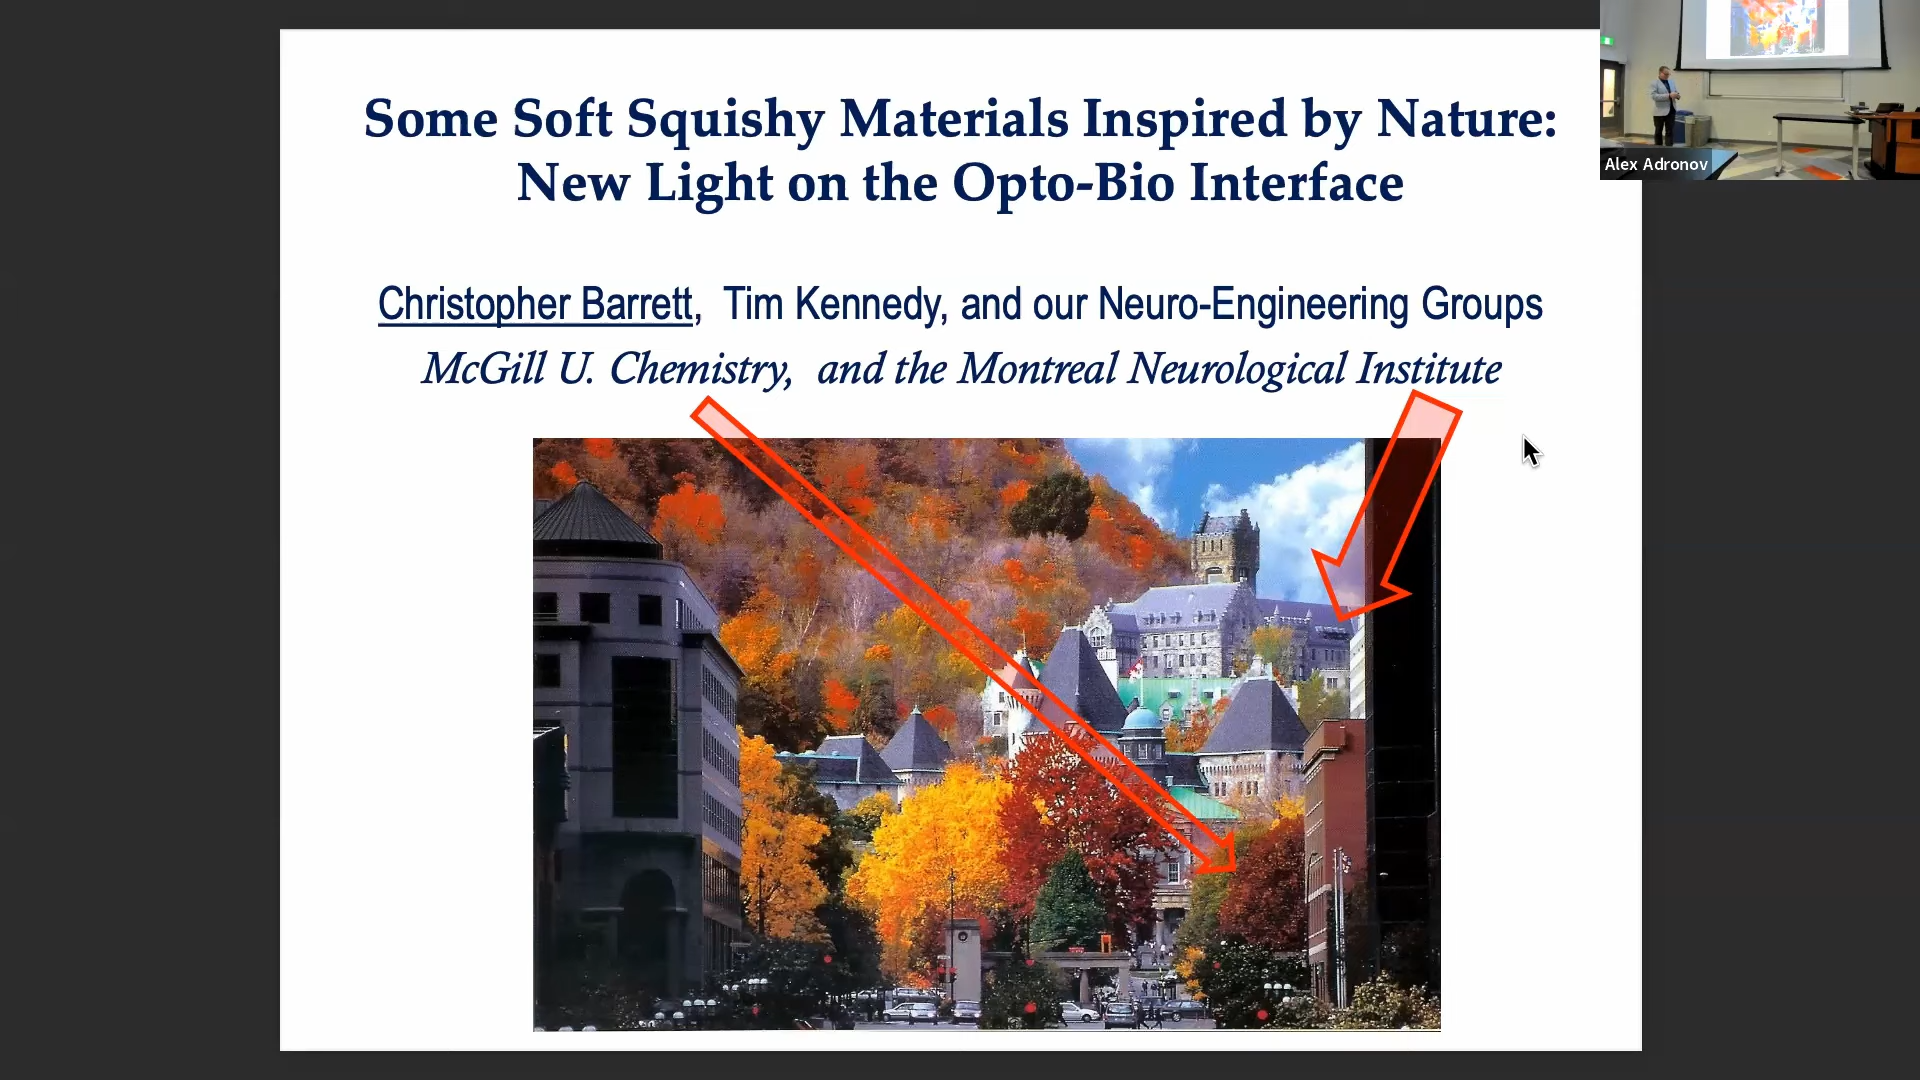 Some Soft Squishy Materials Inspired by Nature:
New Light on the Opto-Bio Interface
Christopher Barrett, Tim Kennedy, and our Neuro-Engineering Groups
McGill U. Chemistry, and the Montreal Neurological Institute
Alex Adronov